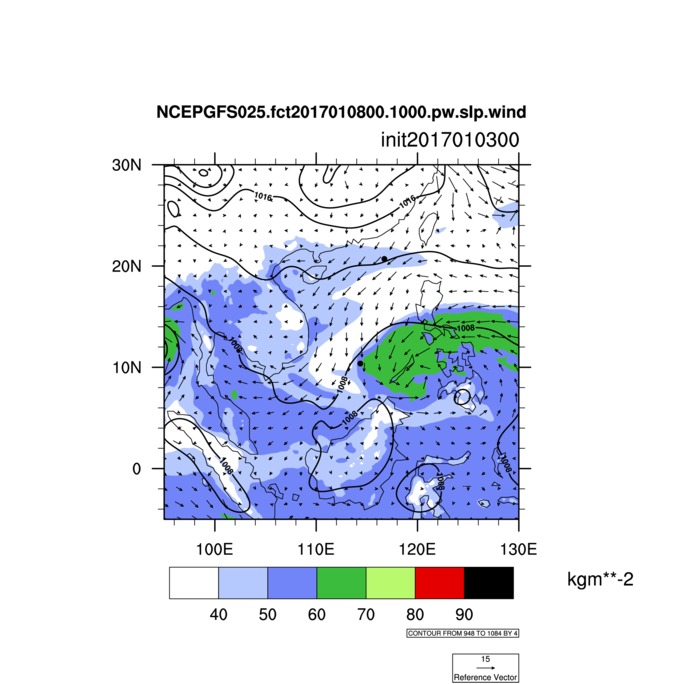 NCEPGFS025.fct2017010800.1000.pw.slp.wind
init2017010300
30N
1016
1016
20N
1008
1008
10N
1008
1008
0
1008
1008
1008
100E 110E 120E 130E
kgm**-2
40 50 60 70 80 90
CONTOUR FROM 948 TO 1084 BY 4
15
Reference Vector